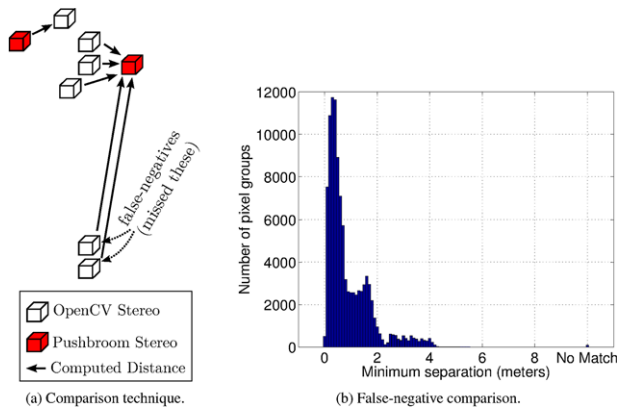 false-negatives
(missed these)
OpenCV Stereo
Pushbroom Stereo
Computed Distance
(a) Comparison technique.
Number of pixel groups
12000
10000
8000
6000
4000
2000
0
0 2 4 6 8 No Match
Minimum separation (meters)
(b) False-negative comparison.